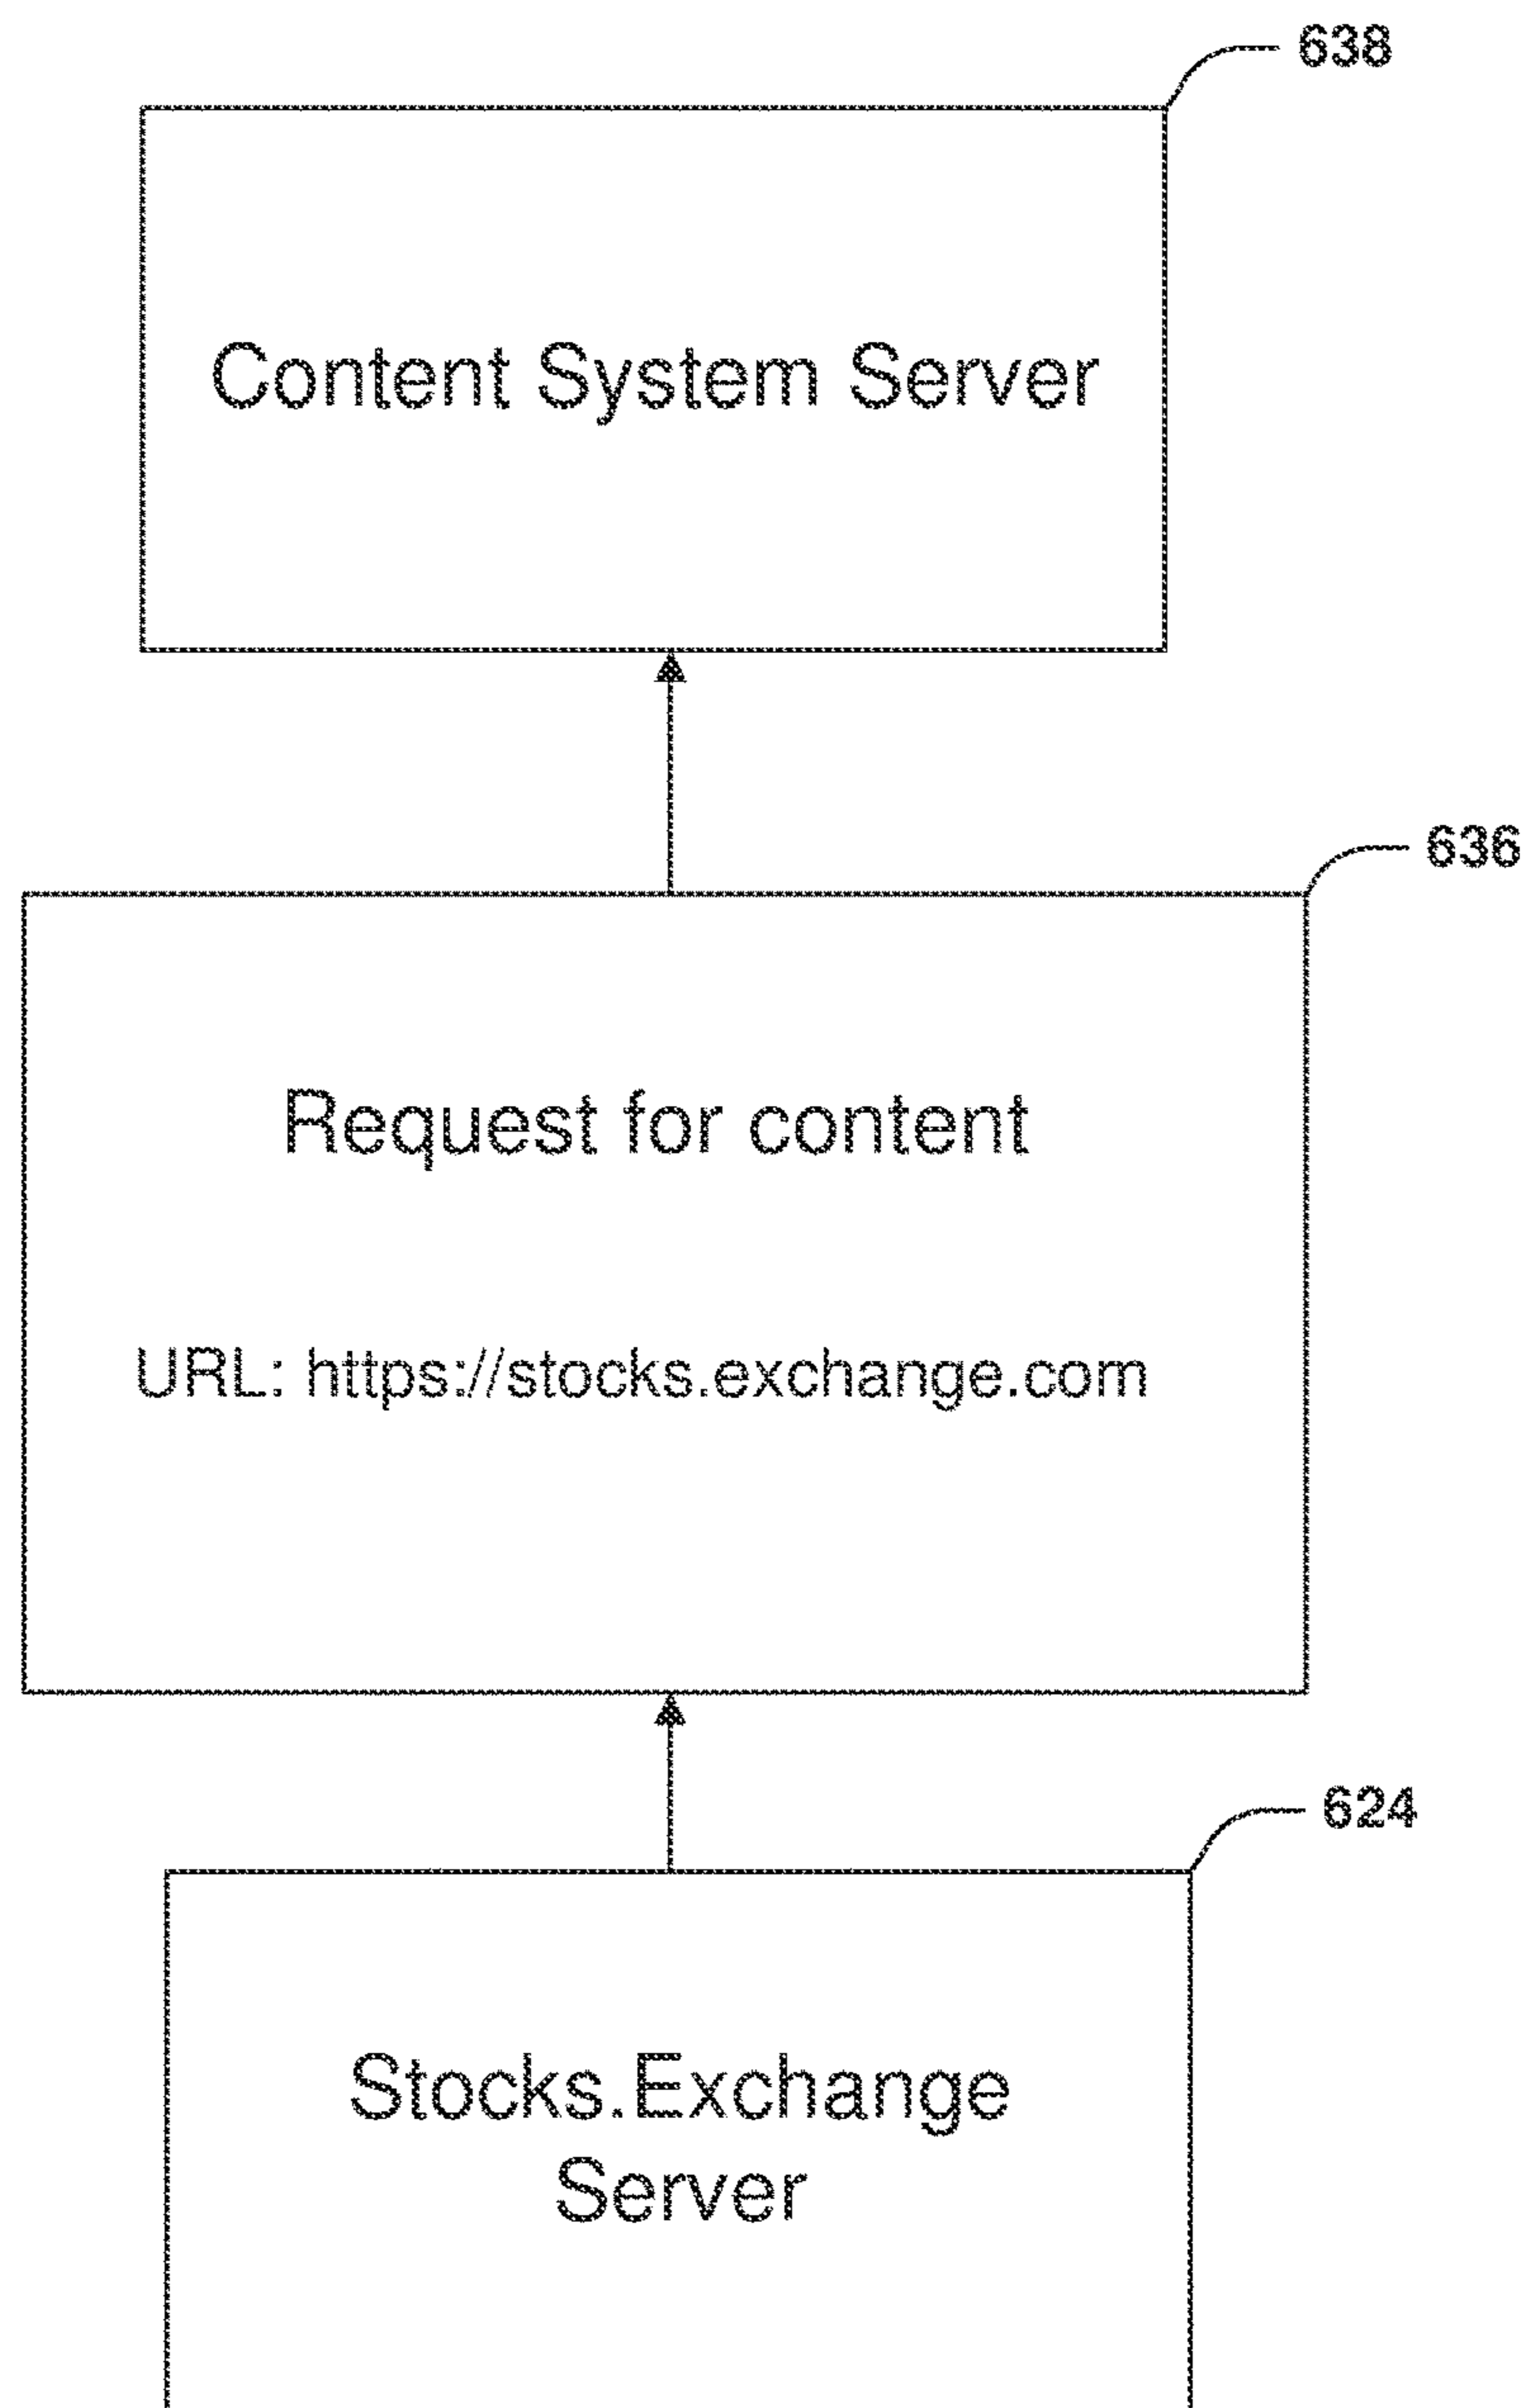 638
Content System Server
636
Request for content
URL: https://stocks.exchange.com
624
Stocks.Exchange
Server